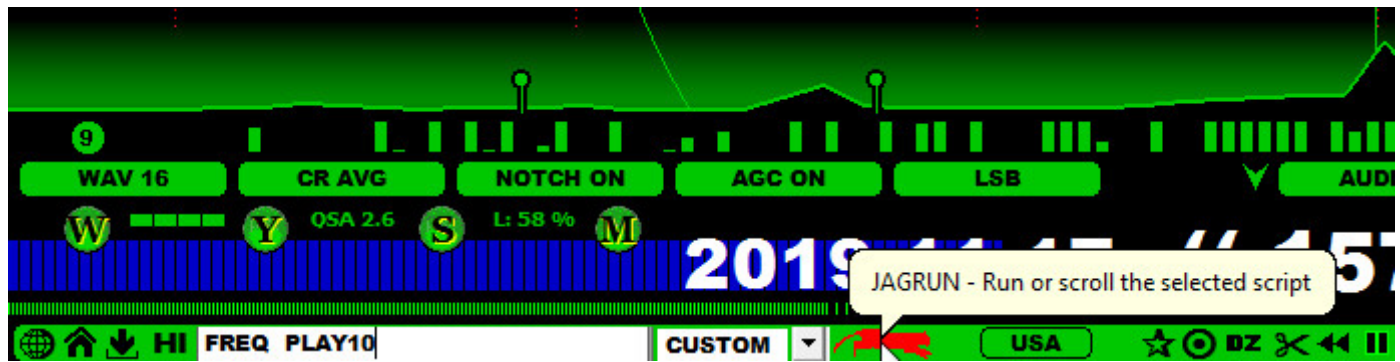 9
WAV 16 CR AVG NOTCH ON AGC ON LSB
W Y QSA 2.6 S L: 58 % M
2019
JAGRUN - Run or scroll the selected script
HI FREQ PLAY10 CUSTOM USA DZ